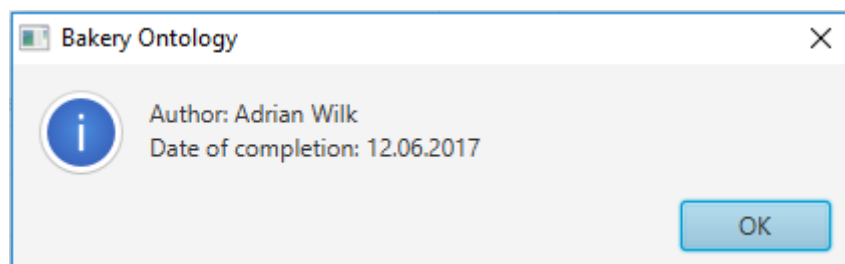 Bakery Ontology
Author: Adrian Wilk
Date of completion: 12.06.2017
OK